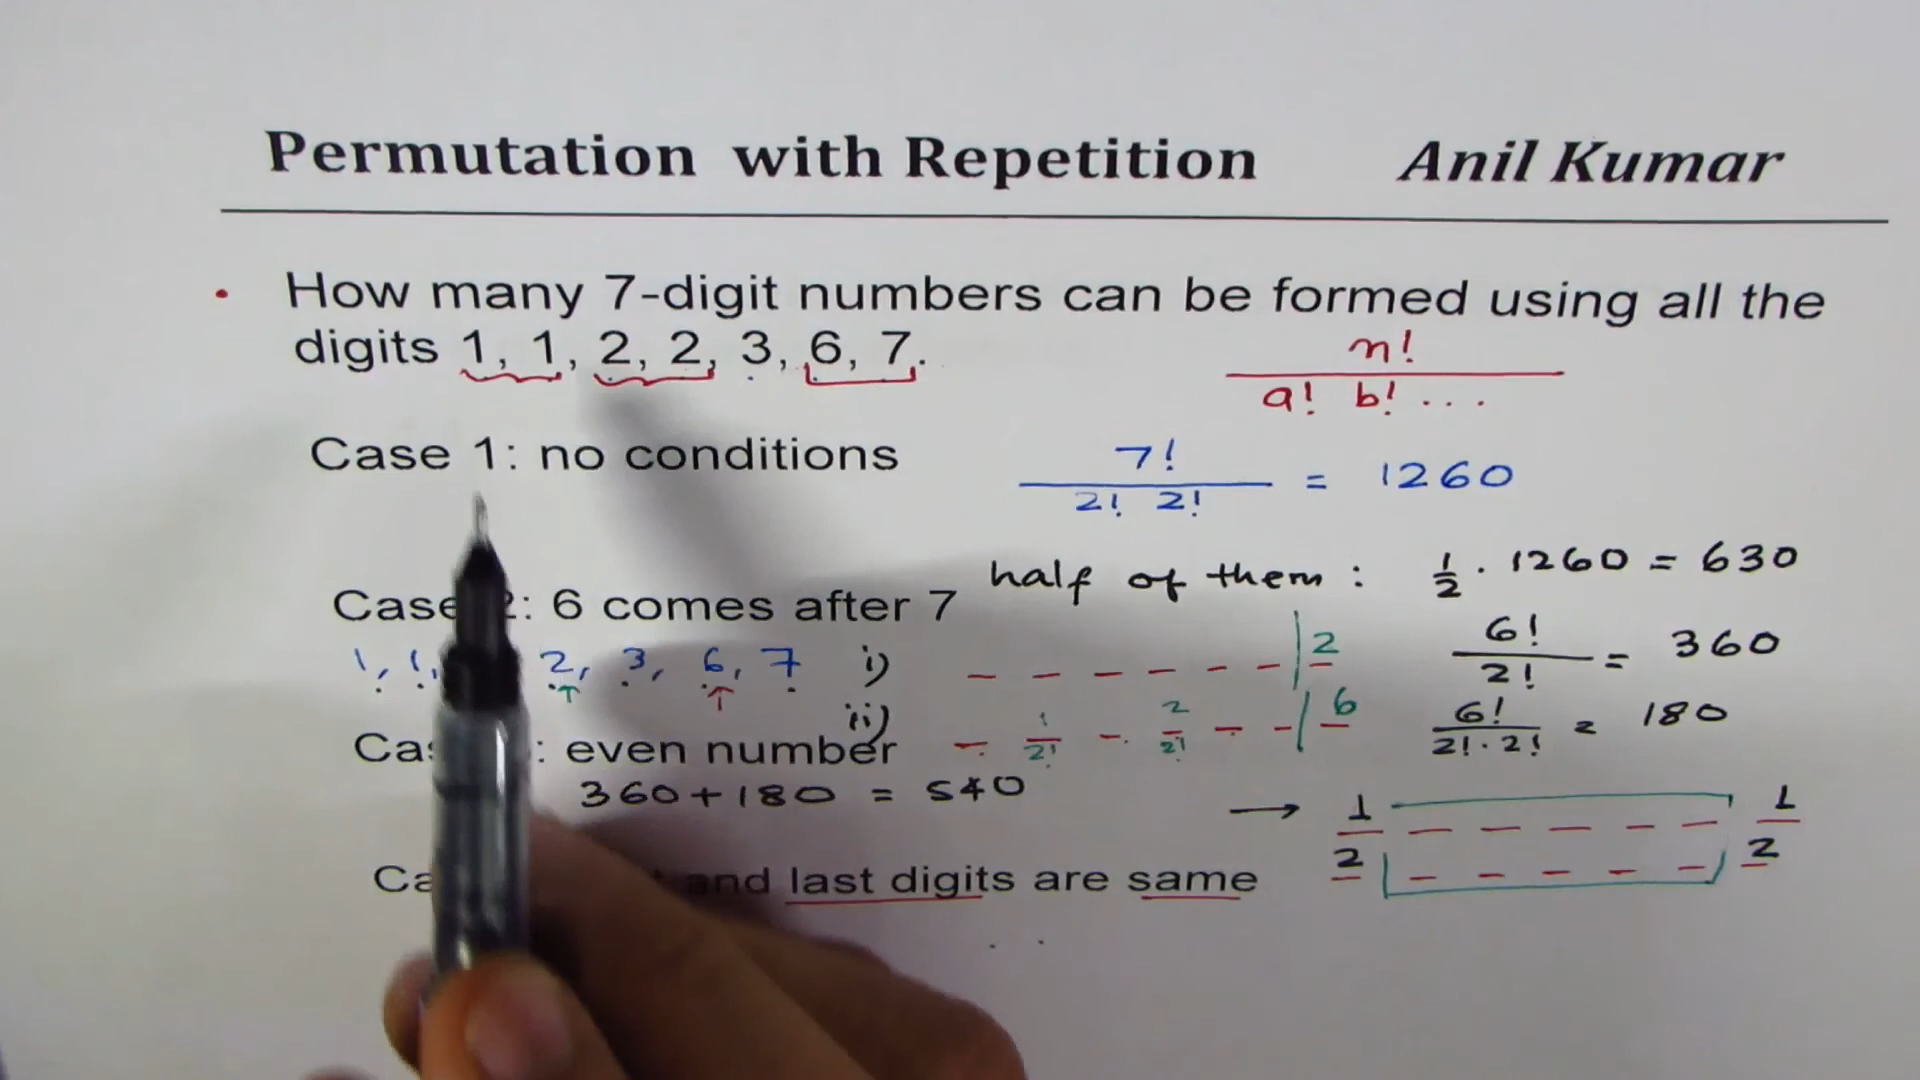 Permutation with Repetition Anil Kumar
How many 7-digit numbers can be formed using all the
digits 1, 1, 2, 2, 3, 6, 7.
n!
a! b! ...
Case 1: no conditions
7!
2! 2!
= 1260
half of them : 1/2 · 1260 = 630
Case 2: 6 comes after 7
1, 1, 2, 3, 6, 7
i) _ _ _ _ _ _ | 2
6!
2!
= 360
ii) _ 1/2! _ 2/2! _ _ | 6
6!
2! · 2!
= 180
: even number
360 + 180 = 540
→ 1 _ _ _ _ _ 1
2 _ _ _ _ _ 2
and last digits are same